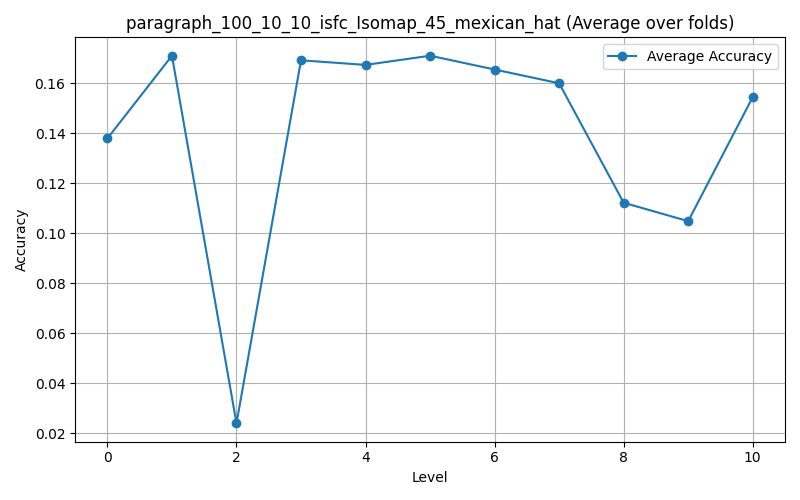 paragraph_100_10_10_isfc_Isomap_45_mexican_hat (Average over folds)
Average Accuracy
0.16
0.14
0.12
0.10
0.08
0.06
0.04
0.02
Accuracy
0 2 4 6 8 10
Level